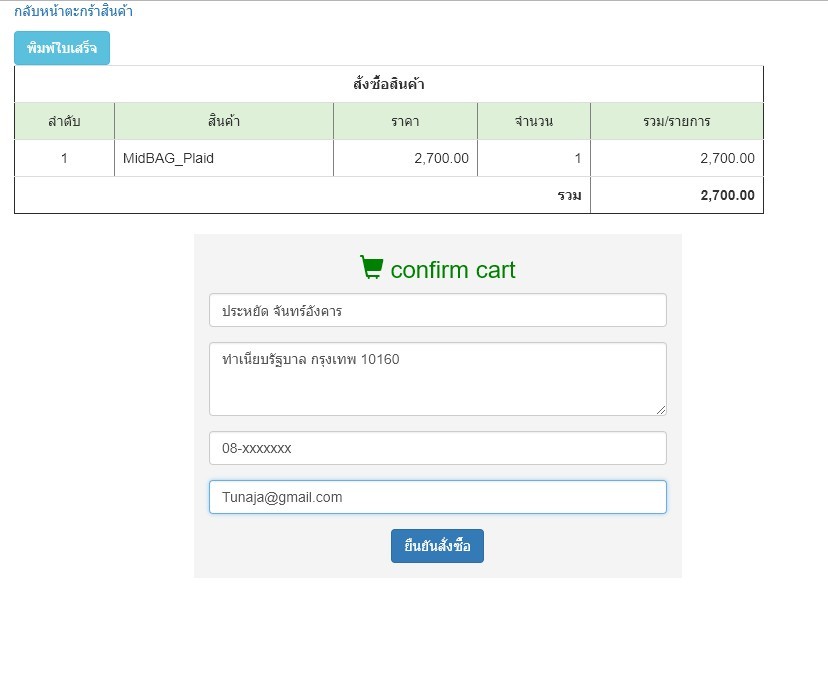 กลับหน้าตะกร้าสินค้า
พิมพ์ใบเสร็จ
สั่งซื้อสินค้า
ลำดับ สินค้า ราคา จำนวน รวม/รายการ
1 MidBAG_Plaid 2,700.00 1 2,700.00
รวม 2,700.00
confirm cart
ประหยัด จันทร์อังคาร
ทำเนียบรัฐบาล กรุงเทพ 10160
08-xxxxxxx
Tunaja@gmail.com
ยืนยันสั่งซื้อ